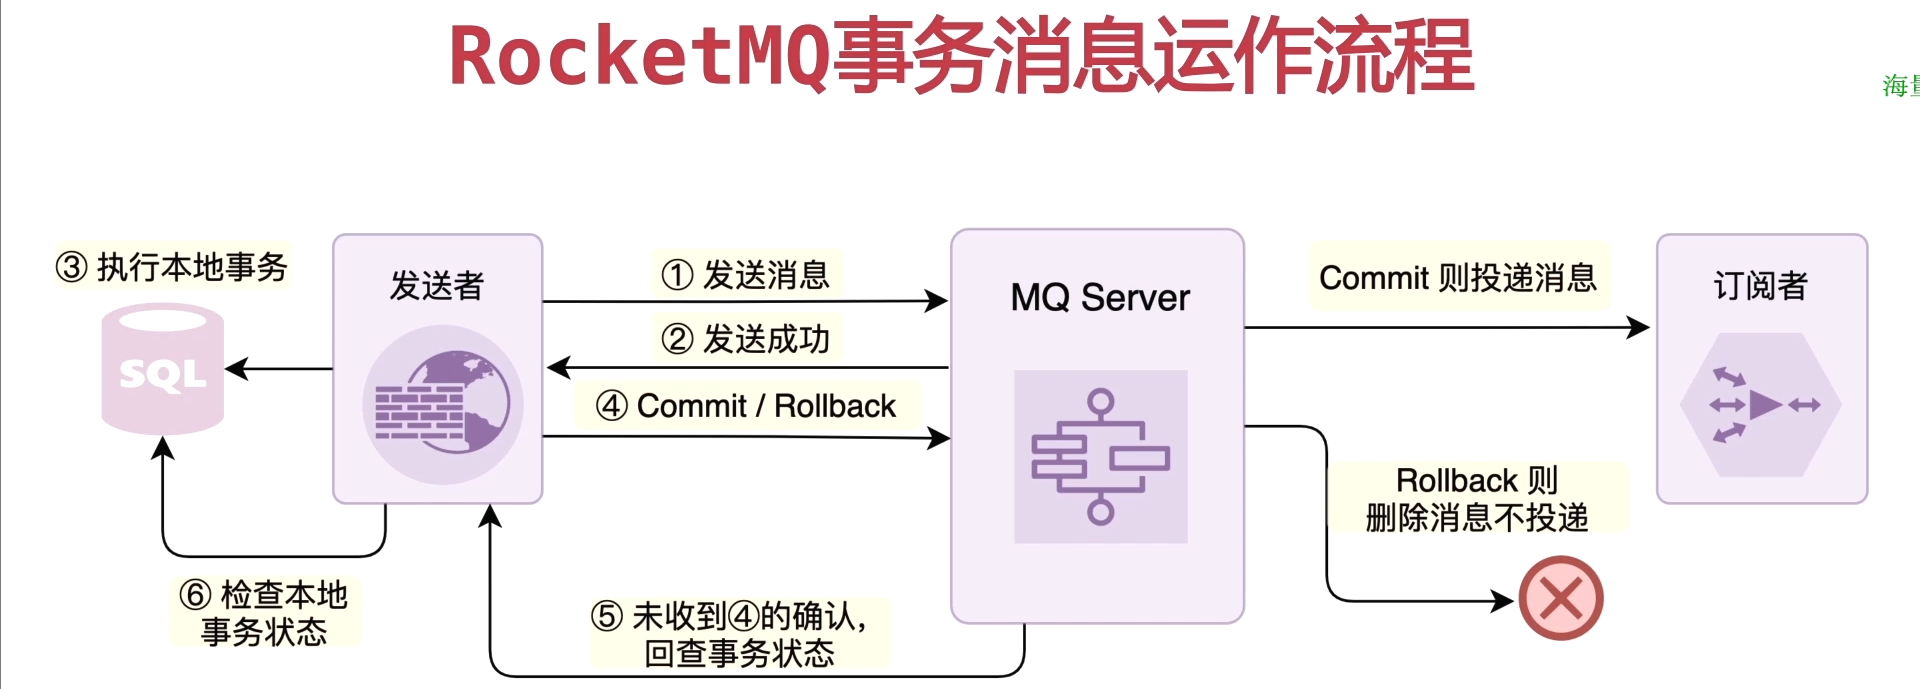 RocketMQ事务消息运作流程
海量
③ 执行本地事务
发送者
① 发送消息
② 发送成功
④ Commit / Rollback
MQ Server
Commit 则投递消息
订阅者
SQL
Rollback 则
删除消息不投递
⑥ 检查本地
事务状态
⑤ 未收到④的确认,
回查事务状态